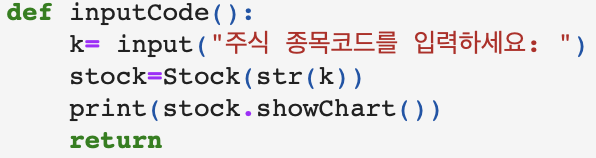 def inputCode():
    k= input("주식 종목코드를 입력하세요: ")
    stock=Stock(str(k))
    print(stock.showChart())
    return